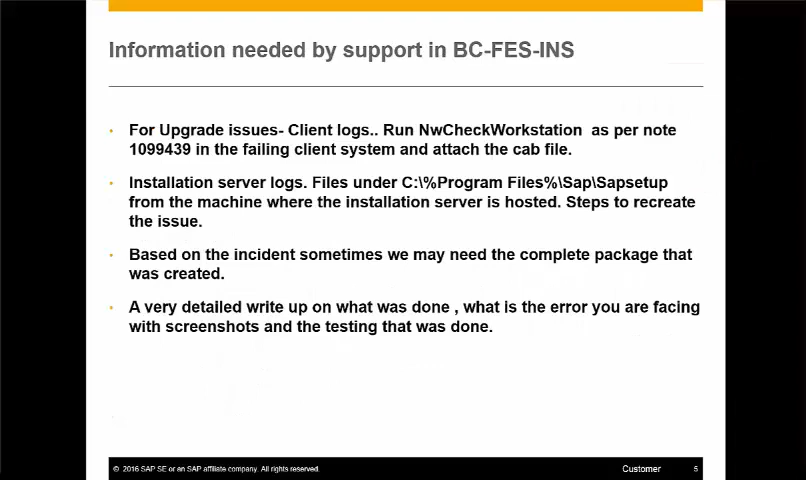 Information needed by support in BC-FES-INS
• For Upgrade issues- Client logs.. Run NwCheckWorkstation as per note
1099439 in the failing client system and attach the cab file.
• Installation server logs. Files under C:\%Program Files%\Sap\Sapsetup
from the machine where the installation server is hosted. Steps to recreate
the issue.
• Based on the incident sometimes we may need the complete package that
was created.
• A very detailed write up on what was done , what is the error you are facing
with screenshots and the testing that was done.
© 2016 SAP SE or an SAP affiliate company. All rights reserved. Customer 5